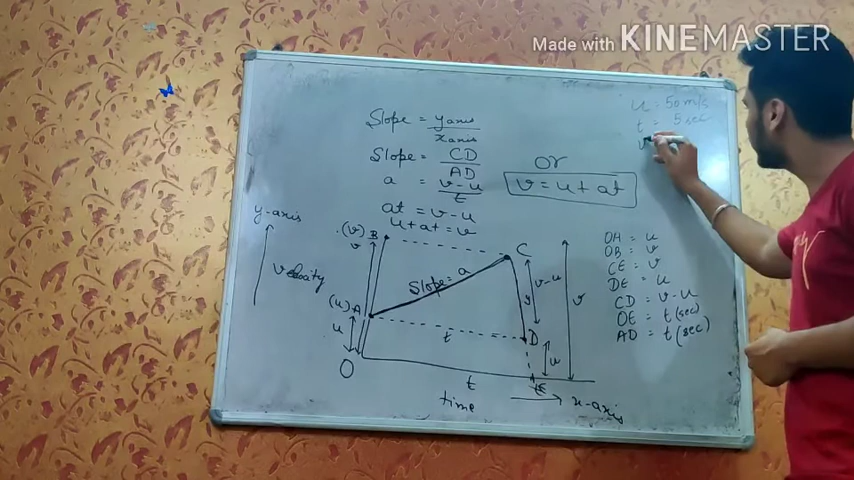 Made with KINEMASTER
u = 50m/s
t = 5 sec
v
Slope = y axis
x axis
Slope = CD
AD
a = v-u
t
at = v-u
u+at = v
or
v = u + at
y-axis
Velocity
(v) B
v
(u) A
u
O
Slope = a
C
y
v-u
D
t
u
v
E
t
time
x-axis
OA = u
OB = v
CE = v
DE = u
CD = v-u
OE = t(sec)
AD = t(sec)